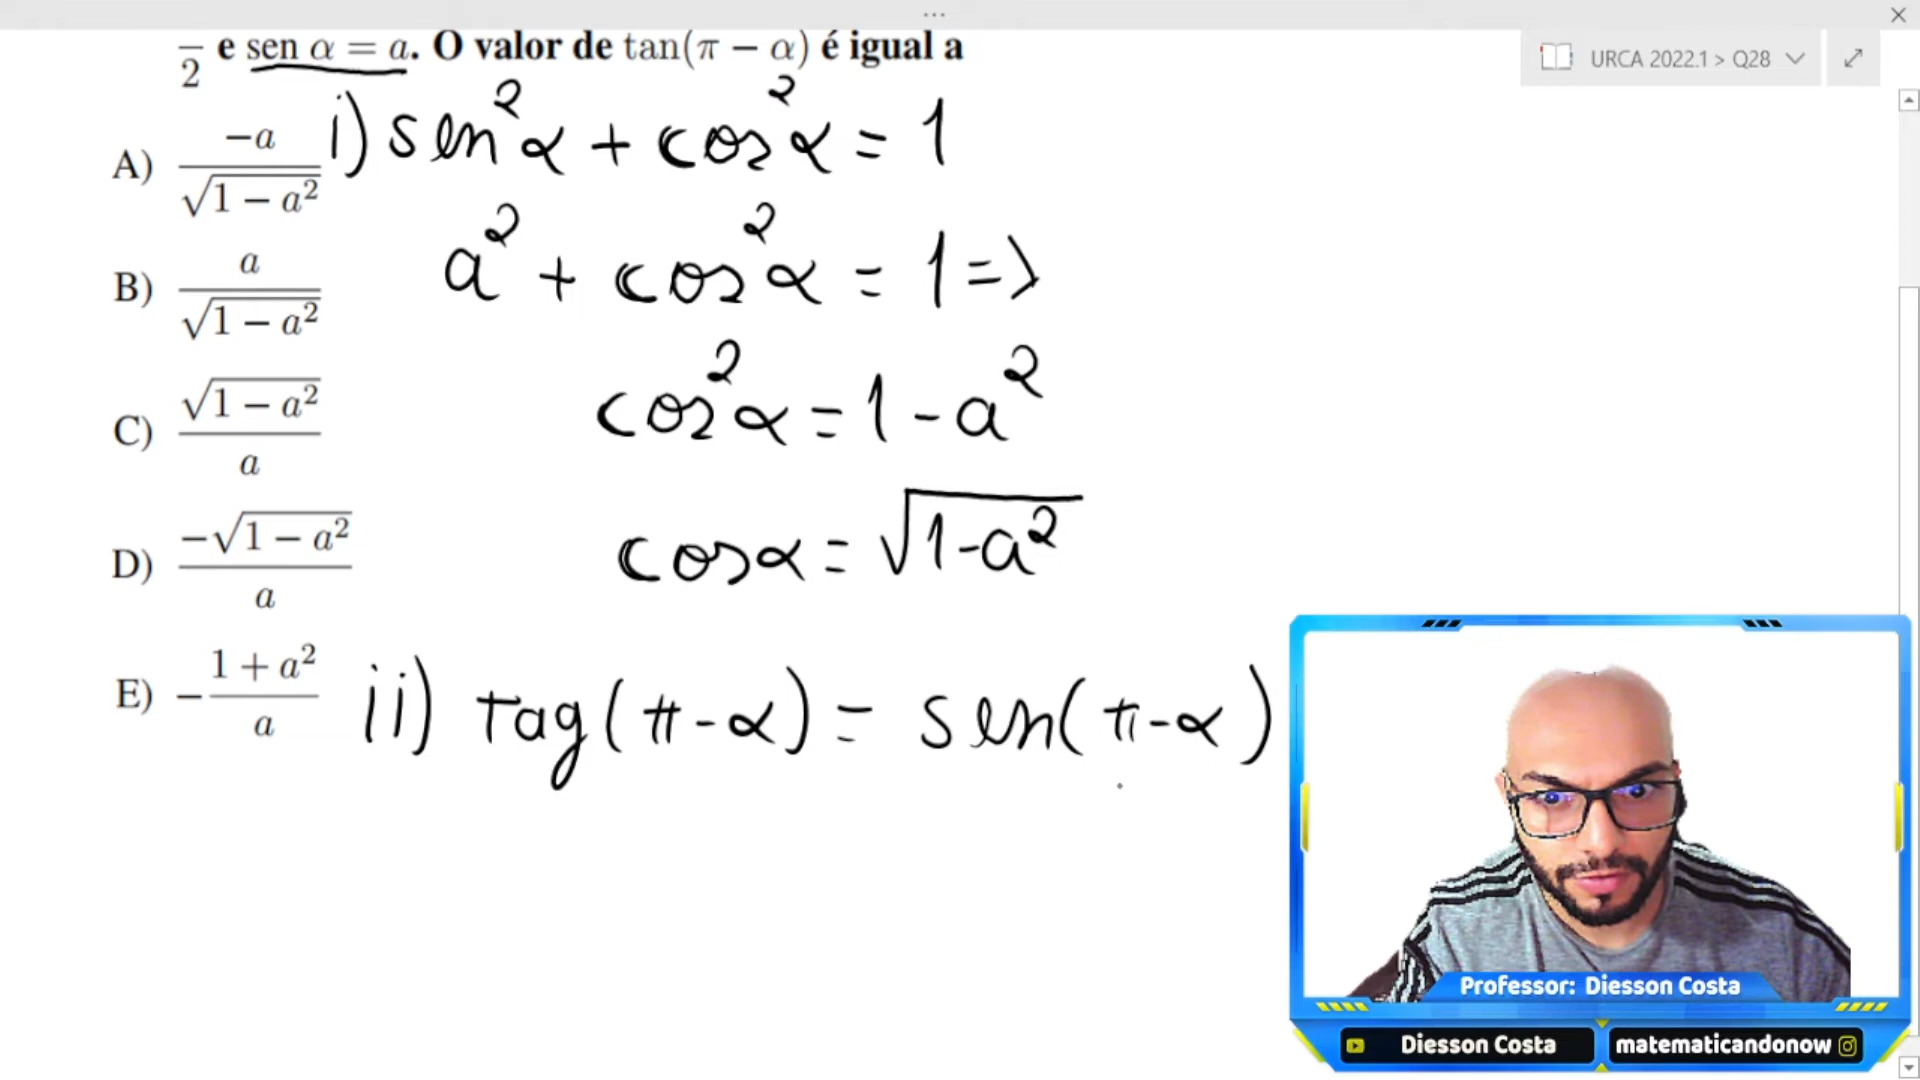 URCA 2022.1 > Q28
2 e sen α = a. O valor de tan(π − α) é igual a
A) −a / √(1 − a²)
B) a / √(1 − a²)
C) √(1 − a²) / a
D) −√(1 − a²) / a
E) −(1 + a²) / a
i) sen²α + cos²α = 1
a² + cos²α = 1 =>
cos²α = 1 - a²
cosα = √(1-a²)
ii) tag(π-α) = sen(π-α)
Professor: Diesson Costa
Diesson Costa
matematicandonow